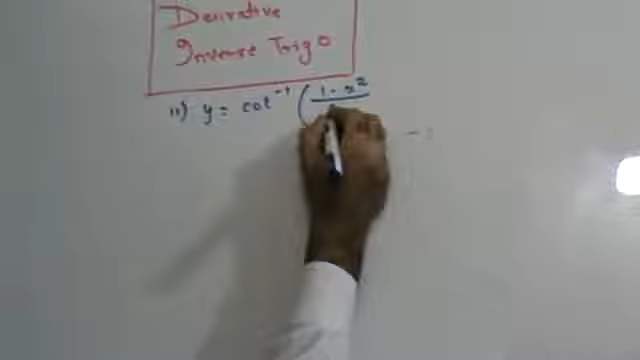 Derivative
Inverse Trigo
11) y = cot⁻¹ ( 1 - x²